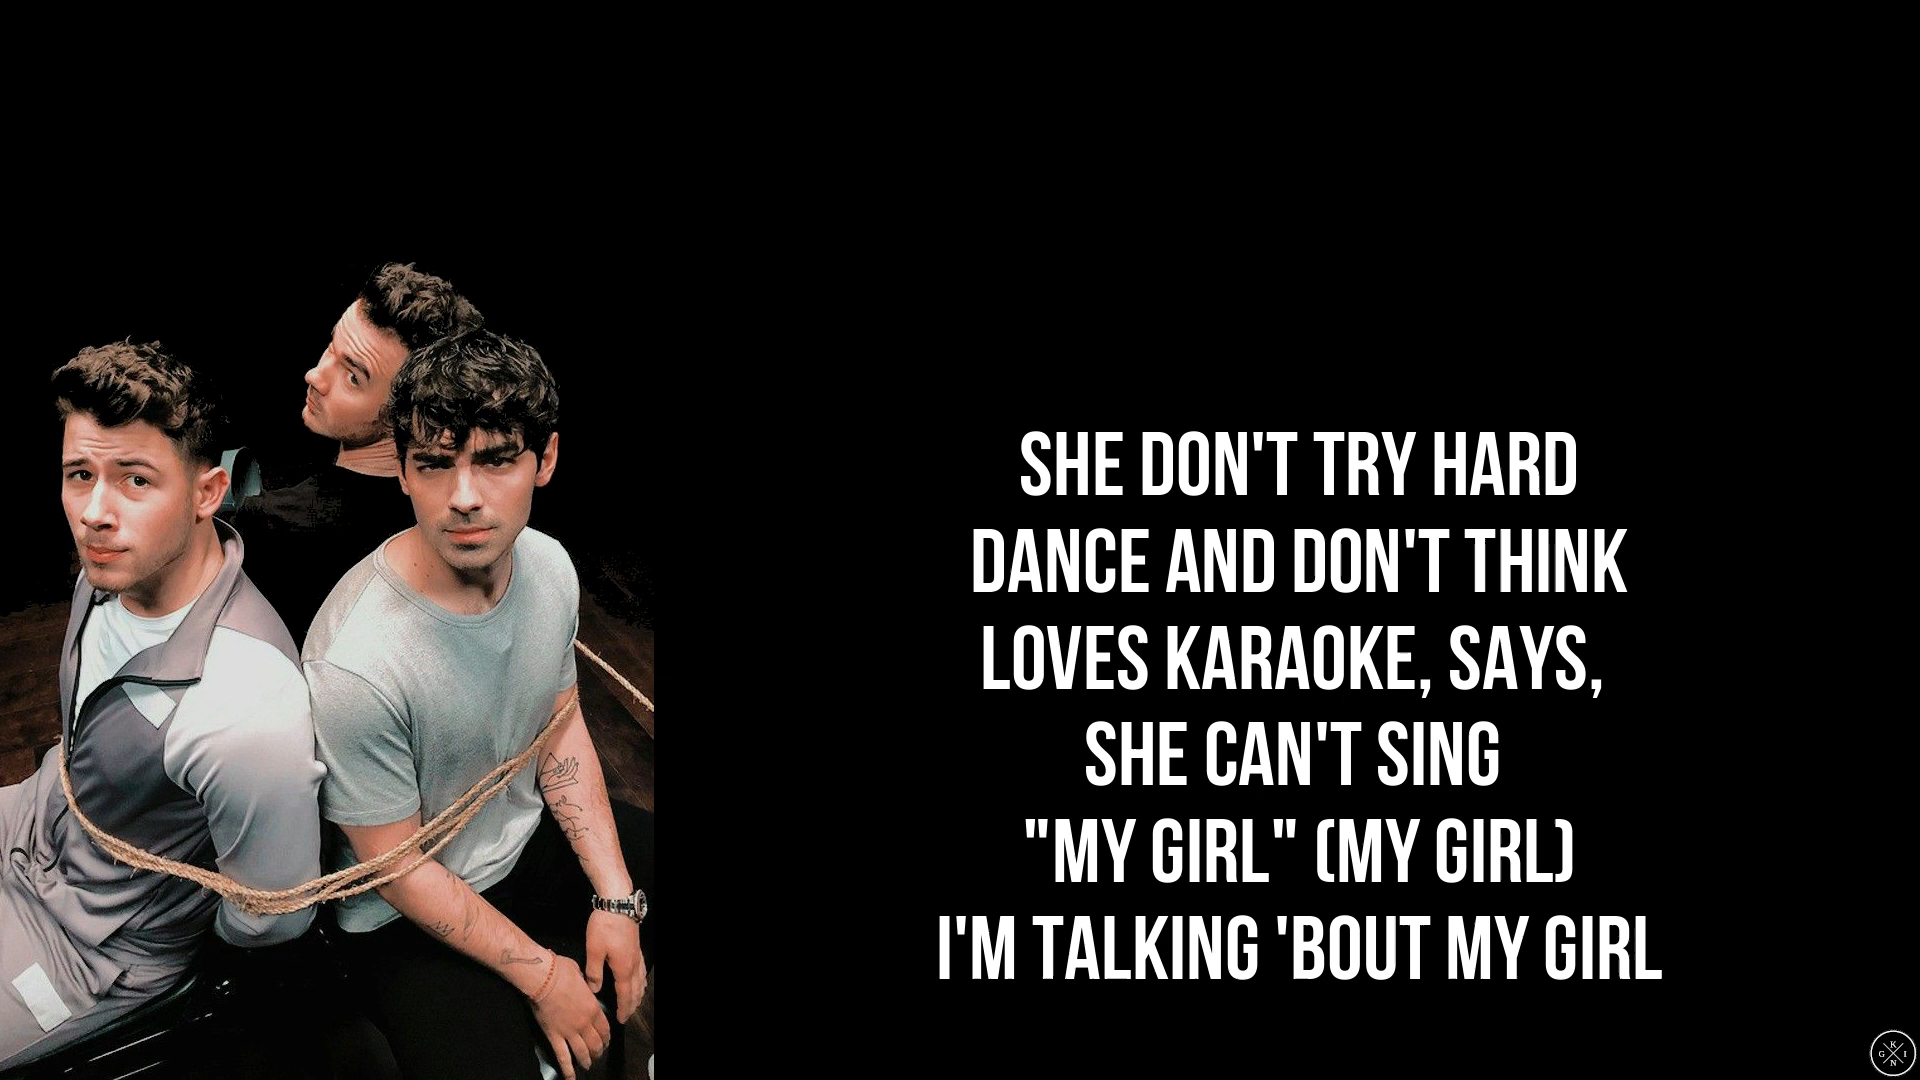 SHE DON'T TRY HARD
DANCE AND DON'T THINK
LOVES KARAOKE, SAYS,
SHE CAN'T SING
"MY GIRL" (MY GIRL)
I'M TALKING 'BOUT MY GIRL
K
G I
N